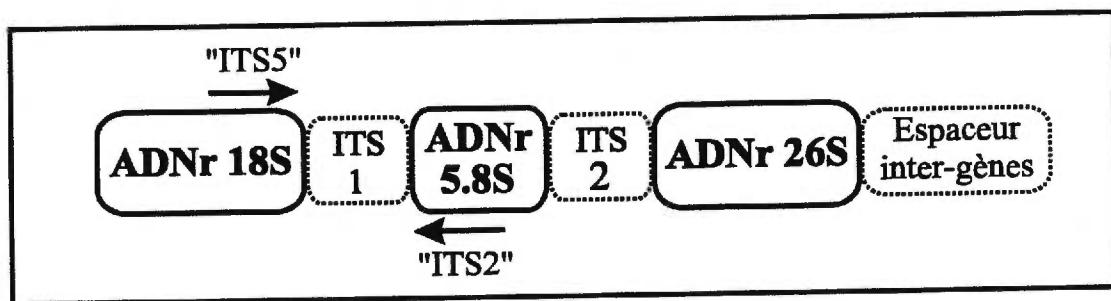 "ITS5"
ADNr 18S
ITS
1
ADNr
5.8S
ITS
2
ADNr 26S
Espaceur
inter-gènes
"ITS2"